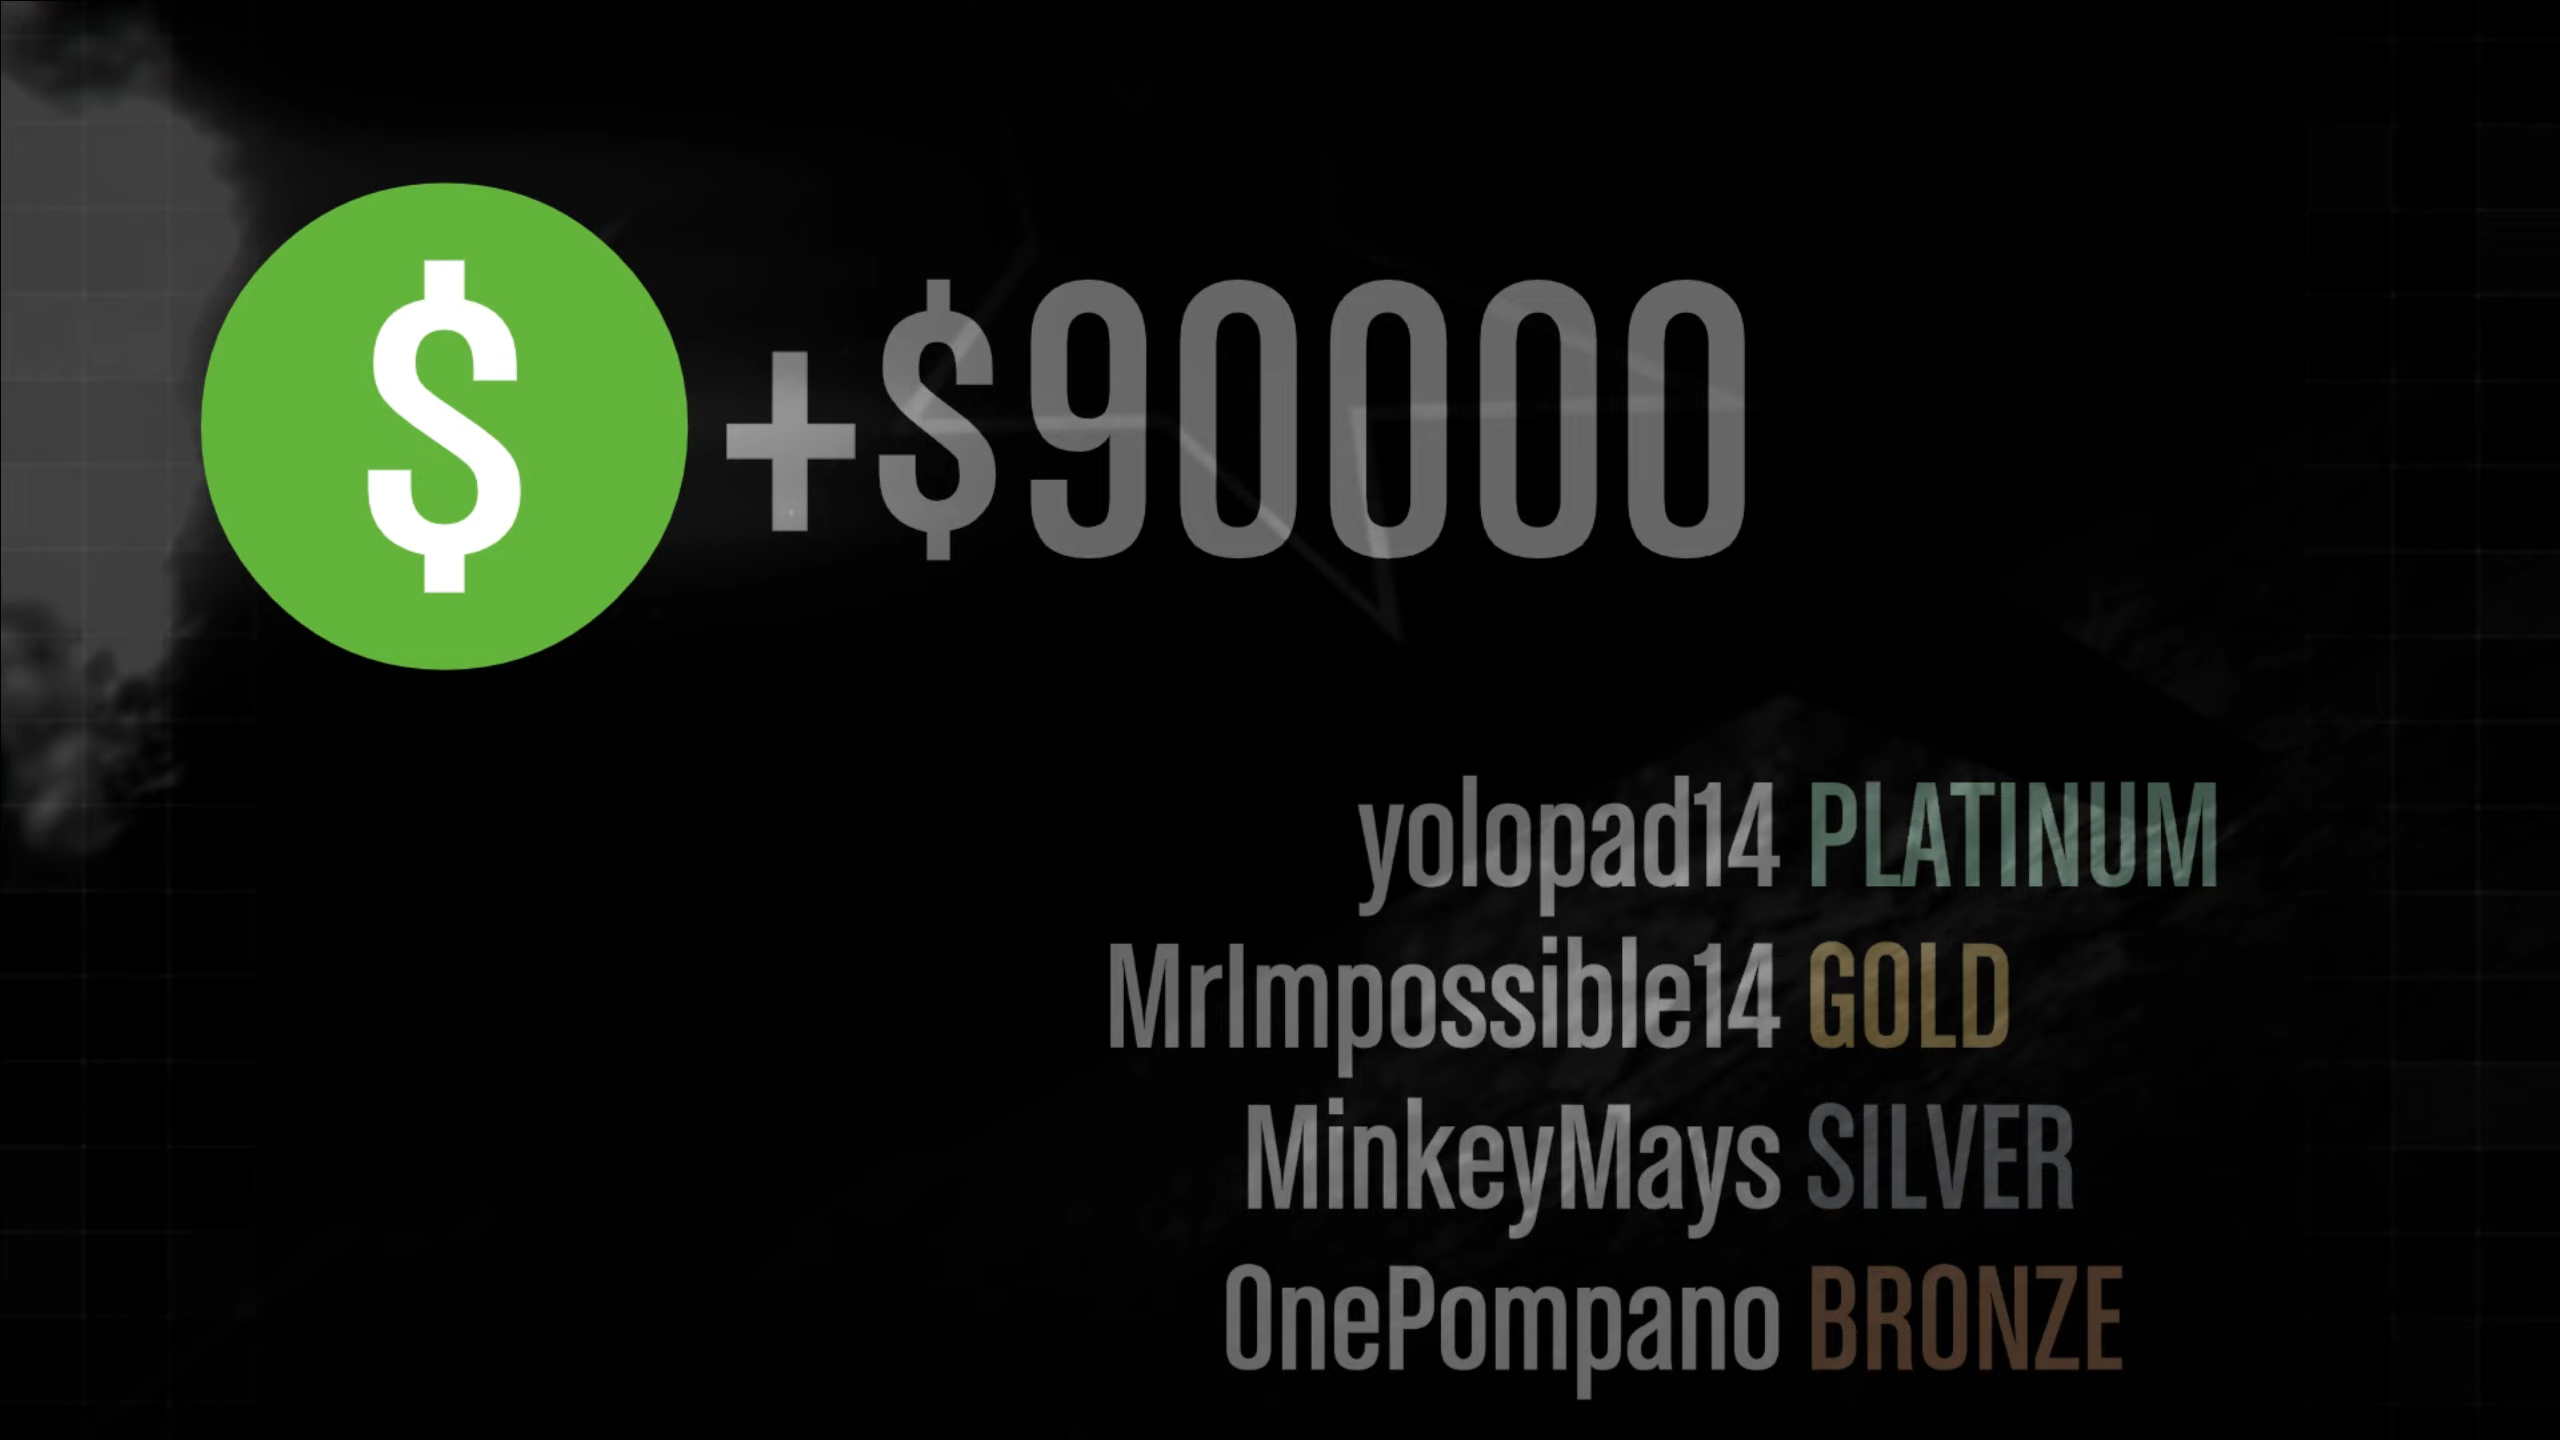 $
+$90000
yolopad14 PLATINUM
MrImpossible14 GOLD
MinkeyMays SILVER
OnePompano BRONZE